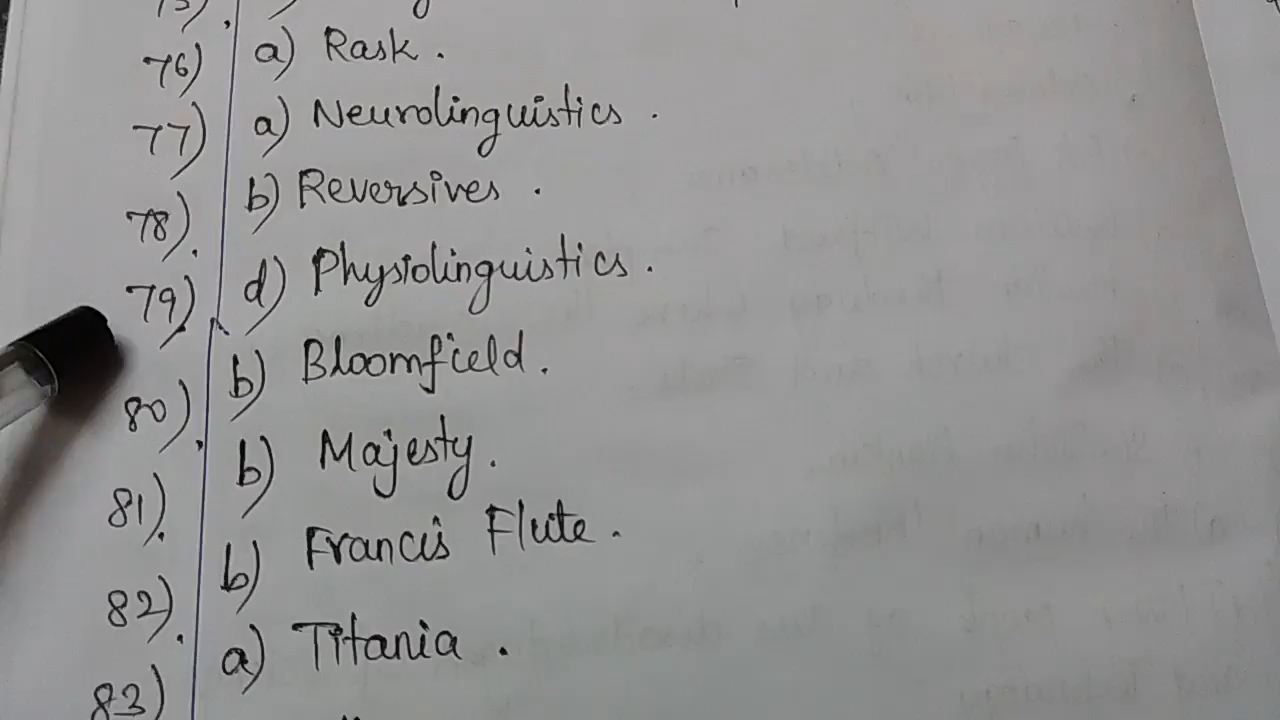 76) a) Rask.
77) a) Neurolinguistics.
78). b) Reversives.
79). d) Physiolinguistics.
80). b) Bloomfield.
81). b) Majesty.
82). b) Francis Flute.
83) a) Titania.